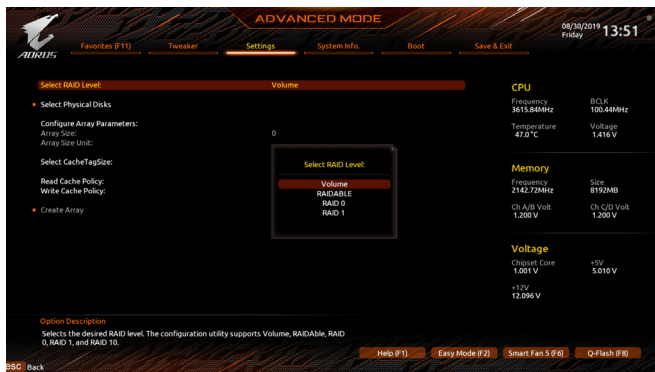 ADVANCED MODE
08/30/2019 13:51
Friday
AORUS
Favorites (F11) Tweaker Settings System Info. Boot Save & Exit
Select RAID Level: Volume
Select Physical Disks
Configure Array Parameters:
Array Size: 0
Array Size Unit:
Select CacheTagSize:
Read Cache Policy:
Write Cache Policy:
Create Array
Select RAID Level:
Volume
RAIDABLE
RAID 0
RAID 1
CPU
Frequency BCLK
3615.84MHz 100.44MHz
Temperature Voltage
47.0 °C 1.416 V
Memory
Frequency Size
2142.72MHz 8192MB
Ch A/B Volt Ch C/D Volt
1.200 V 1.200 V
Voltage
Chipset Core +5V
1.001 V 5.010 V
+12V
12.096 V
Option Description
Selects the desired RAID level. The configuration utility supports Volume, RAIDAble, RAID
0, RAID 1, and RAID 10.
Help (F1) Easy Mode (F2) Smart Fan 5 (F6) Q-Flash (F8)
esc Back